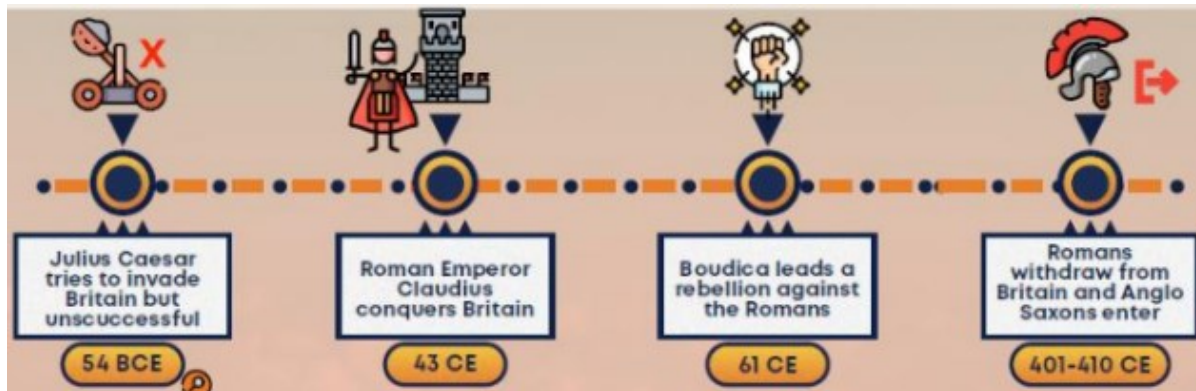 X
Julius Caesar
tries to invade
Britain but
unscuccessful
54 BCE
Roman Emperor
Claudius
conquers Britain
43 CE
Boudica leads a
rebellion against
the Romans
61 CE
Romans
withdraw from
Britain and Anglo
Saxons enter
401-410 CE